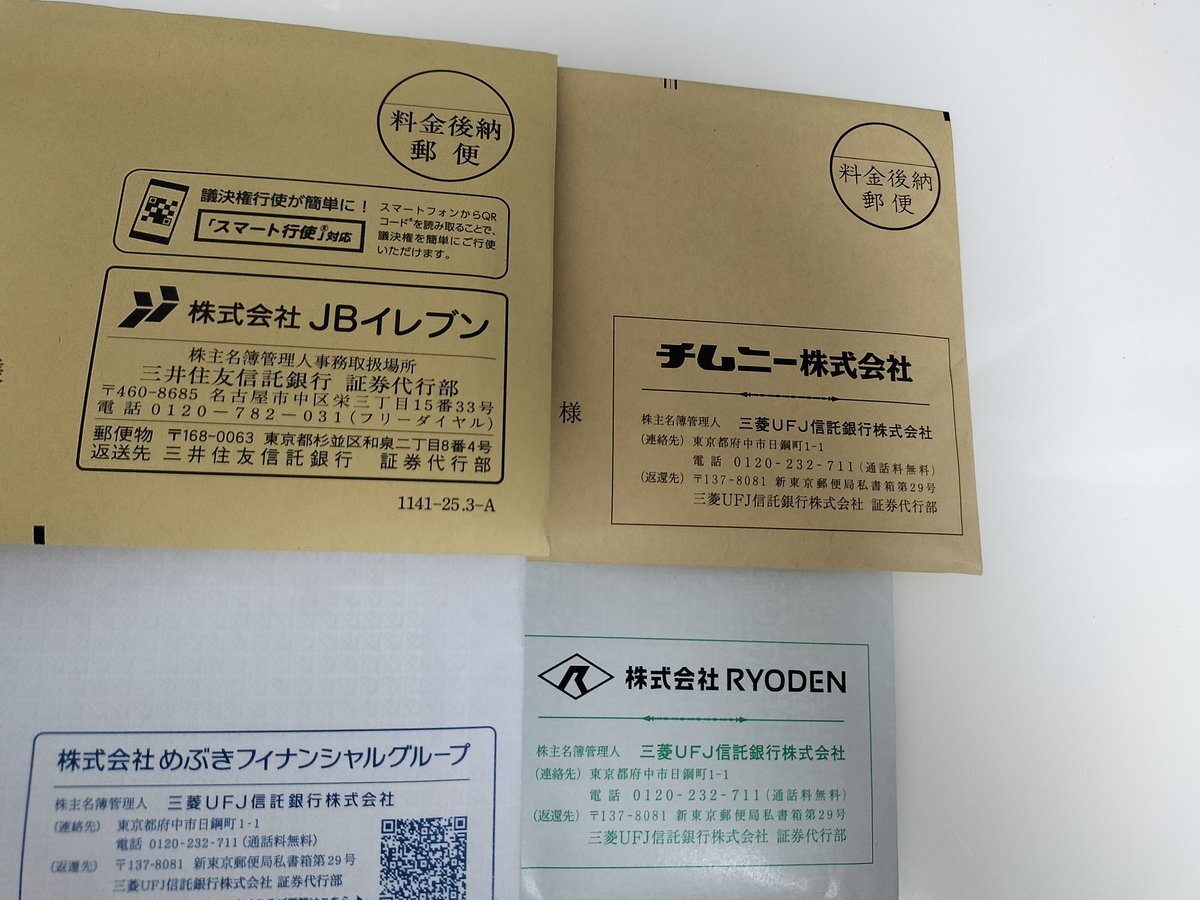 料金後納
郵便
議決権行使が簡単に！
「スマート行使」®対応
スマートフォンからQR
コード®を読み取ることで、
議決権を簡単にご行使
いただけます。
株式会社 JBイレブン
株主名簿管理人事務取扱場所
三井住友信託銀行 証券代行部
〒460-8685 名古屋市中区栄三丁目15番33号
電話 0120-782-031(フリーダイヤル)
郵便物 〒168-0063 東京都杉並区和泉二丁目8番4号
返送先 三井住友信託銀行 証券代行部
1141-25.3-A
料金後納
郵便
様
チムニー株式会社
株主名簿管理人 三菱UFJ信託銀行株式会社
(連絡先) 東京都府中市日鋼町1-1
電話 0120-232-711(通話料無料)
(返還先) 〒137-8081 新東京郵便局私書箱第29号
三菱UFJ信託銀行株式会社 証券代行部
株式会社めぶきフィナンシャルグループ
株主名簿管理人 三菱UFJ信託銀行株式会社
(連絡先) 東京都府中市日鋼町1-1
電話 0120-232-711(通話料無料)
(返還先) 〒137-8081 新東京郵便局私書箱第29号
三菱UFJ信託銀行株式会社 証券代行部
株式会社 RYODEN
株主名簿管理人 三菱UFJ信託銀行株式会社
(連絡先) 東京都府中市日鋼町1-1
電話 0120-232-711(通話料無料)
(返還先) 〒137-8081 新東京郵便局私書箱第29号
三菱UFJ信託銀行株式会社 証券代行部